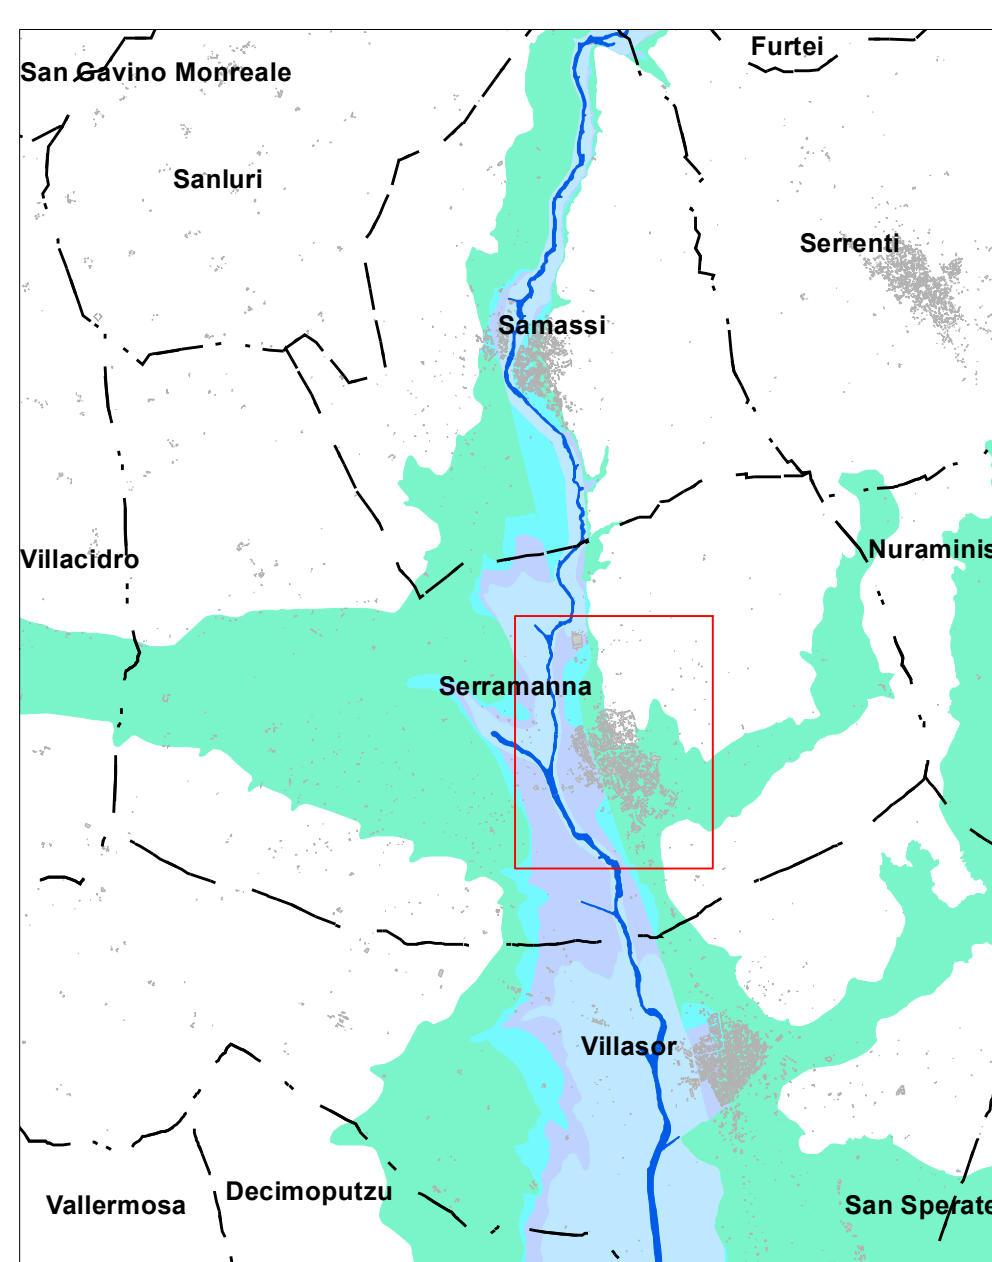 Furtei
San Gavino Monreale
Sanluri
Serrenti
Samassi
Nuraminis
Villacidro
Serramanna
Villasor
Decimoputzu
Vallermosa
San Sperate